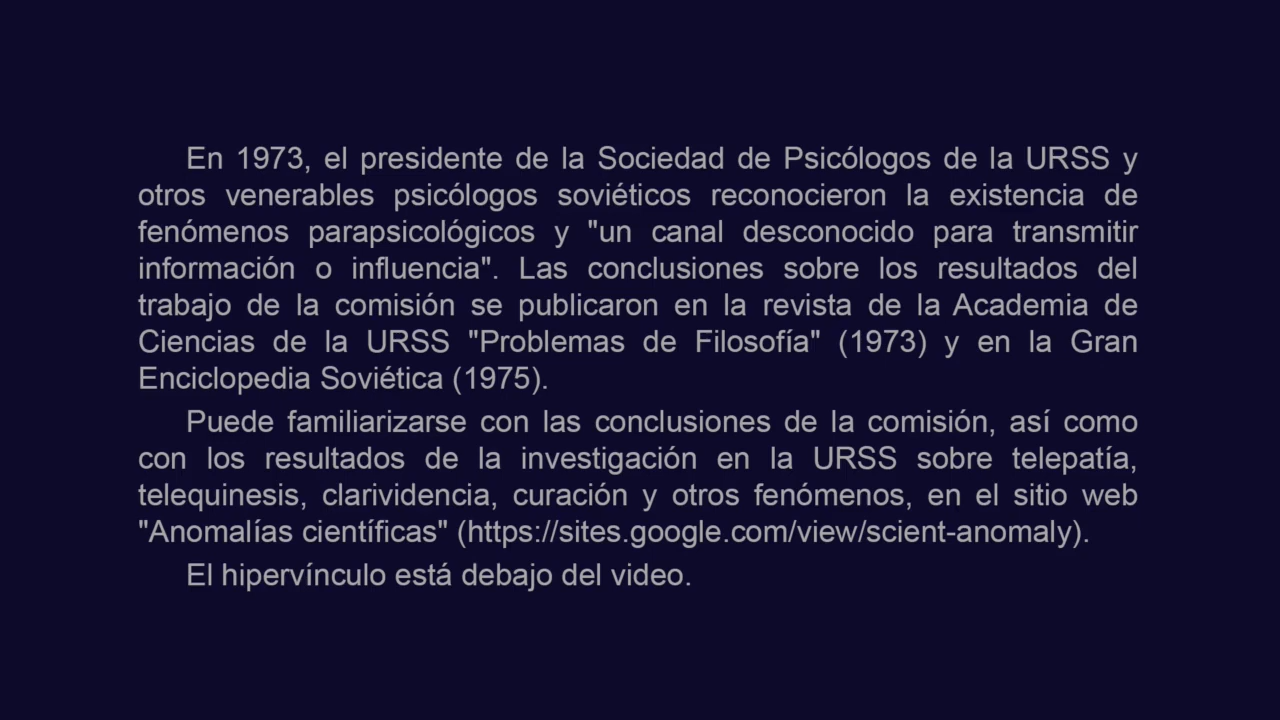 En 1973, el presidente de la Sociedad de Psicólogos de la URSS y
otros venerables psicólogos soviéticos reconocieron la existencia de
fenómenos parapsicológicos y "un canal desconocido para transmitir
información o influencia". Las conclusiones sobre los resultados del
trabajo de la comisión se publicaron en la revista de la Academia de
Ciencias de la URSS "Problemas de Filosofía" (1973) y en la Gran
Enciclopedia Soviética (1975).
Puede familiarizarse con las conclusiones de la comisión, así como
con los resultados de la investigación en la URSS sobre telepatía,
telequinesis, clarividencia, curación y otros fenómenos, en el sitio web
"Anomalías científicas" (https://sites.google.com/view/scient-anomaly).
El hipervínculo está debajo del video.